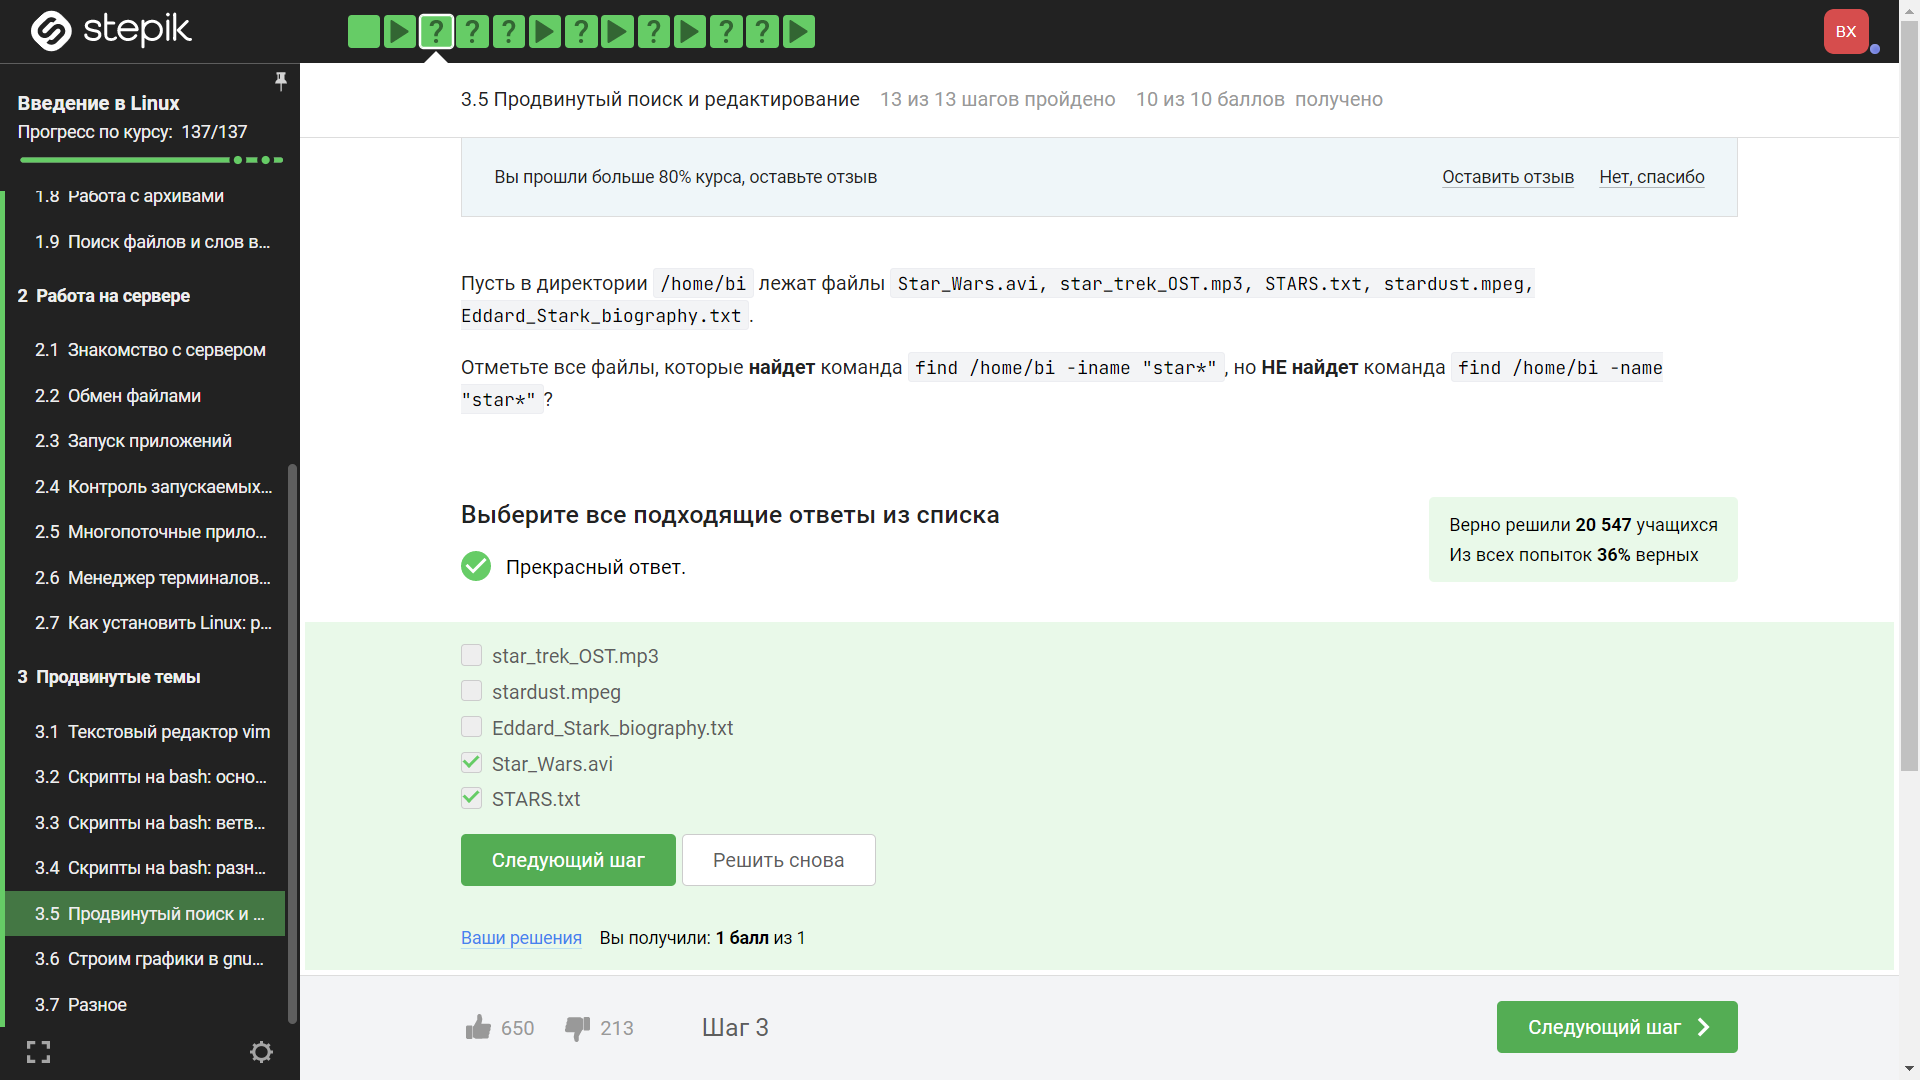 stepik
? ? ? ? ? ? ?
ВХ
Введение в Linux
Прогресс по курсу: 137/137
1.8 Работа с архивами
1.9 Поиск файлов и слов в...
2 Работа на сервере
2.1 Знакомство с сервером
2.2 Обмен файлами
2.3 Запуск приложений
2.4 Контроль запускаемых...
2.5 Многопоточные прило...
2.6 Менеджер терминалов...
2.7 Как установить Linux: р...
3 Продвинутые темы
3.1 Текстовый редактор vim
3.2 Скрипты на bash: осно...
3.3 Скрипты на bash: ветв...
3.4 Скрипты на bash: разн...
3.5 Продвинутый поиск и ...
3.6 Строим графики в gnu...
3.7 Разное
3.5 Продвинутый поиск и редактирование 13 из 13 шагов пройдено 10 из 10 баллов получено
Вы прошли больше 80% курса, оставьте отзыв Оставить отзыв Нет, спасибо
Пусть в директории /home/bi лежат файлы Star_Wars.avi, star_trek_OST.mp3, STARS.txt, stardust.mpeg,
Eddard_Stark_biography.txt.
Отметьте все файлы, которые найдет команда find /home/bi -iname "star*", но НЕ найдет команда find /home/bi -name
"star*"?
Выберите все подходящие ответы из списка
Прекрасный ответ.
Верно решили 20 547 учащихся
Из всех попыток 36% верных
star_trek_OST.mp3
stardust.mpeg
Eddard_Stark_biography.txt
Star_Wars.avi
STARS.txt
Следующий шаг Решить снова
Ваши решения Вы получили: 1 балл из 1
650 213 Шаг 3 Следующий шаг